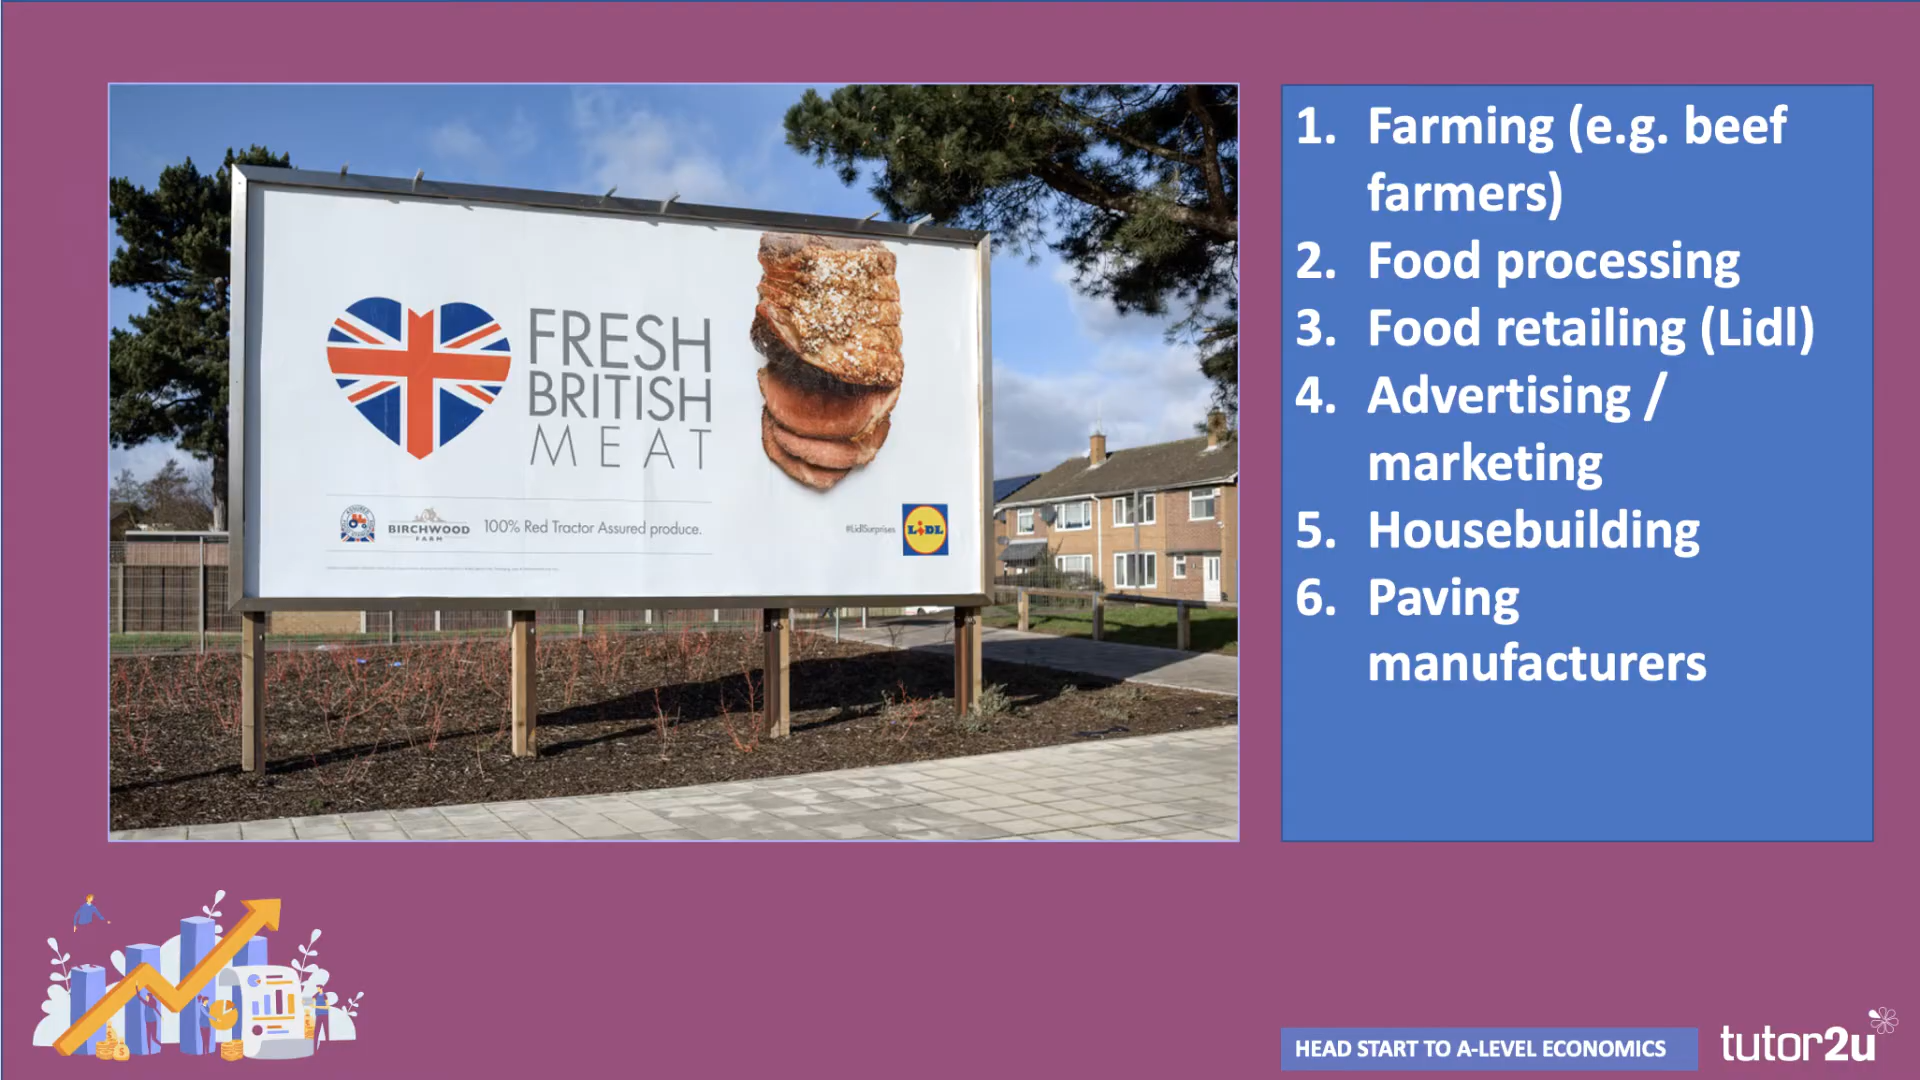 FRESH
BRITISH
MEAT
BIRCHWOOD
FARM
100% Red Tractor Assured produce.
#LidlSurprises
LIDL
1. Farming (e.g. beef
farmers)
2. Food processing
3. Food retailing (Lidl)
4. Advertising /
marketing
5. Housebuilding
6. Paving
manufacturers
HEAD START TO A-LEVEL ECONOMICS
tutor2u